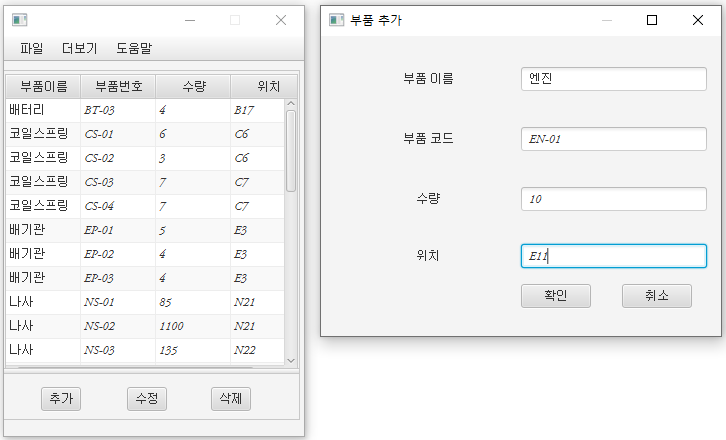 파일 더보기 도움말
부품이름 부품번호 수량 위치
배터리 BT-03 4 B17
코일스프링 CS-01 6 C6
코일스프링 CS-02 3 C6
코일스프링 CS-03 7 C7
코일스프링 CS-04 7 C7
배기관 EP-01 5 E3
배기관 EP-02 4 E3
배기관 EP-03 4 E3
나사 NS-01 85 N21
나사 NS-02 1100 N21
나사 NS-03 135 N22
추가 수정 삭제
부품 추가
부품 이름 엔진
부품 코드 EN-01
수량 10
위치 E11
확인 취소